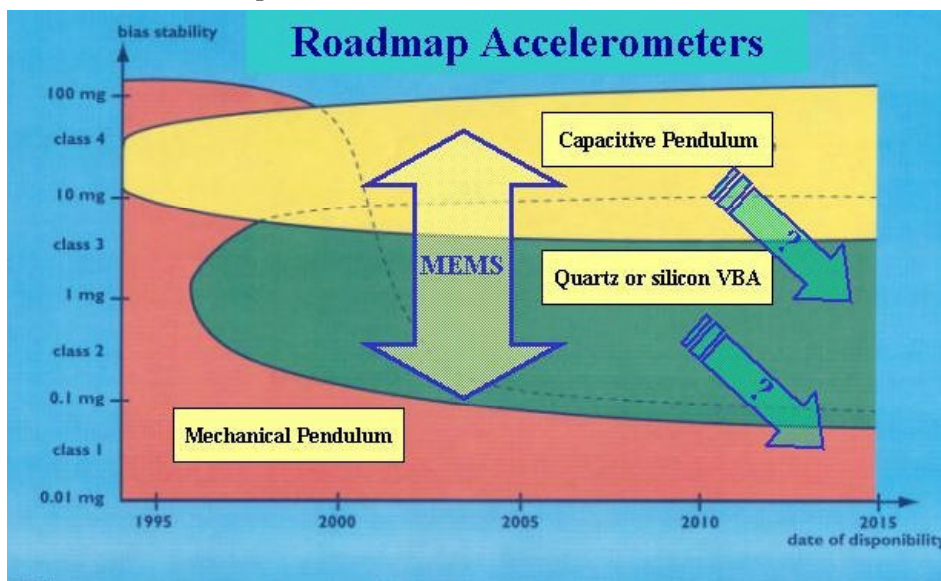 bias stability
Roadmap Accelerometers
100 mg
class 4
10 mg
class 3
1 mg
class 2
0.1 mg
class 1
0.01 mg
Capacitive Pendulum
?
MEMS
Quartz or silicon VBA
?
Mechanical Pendulum
1995
2000
2005
2010
2015
date of disponibility